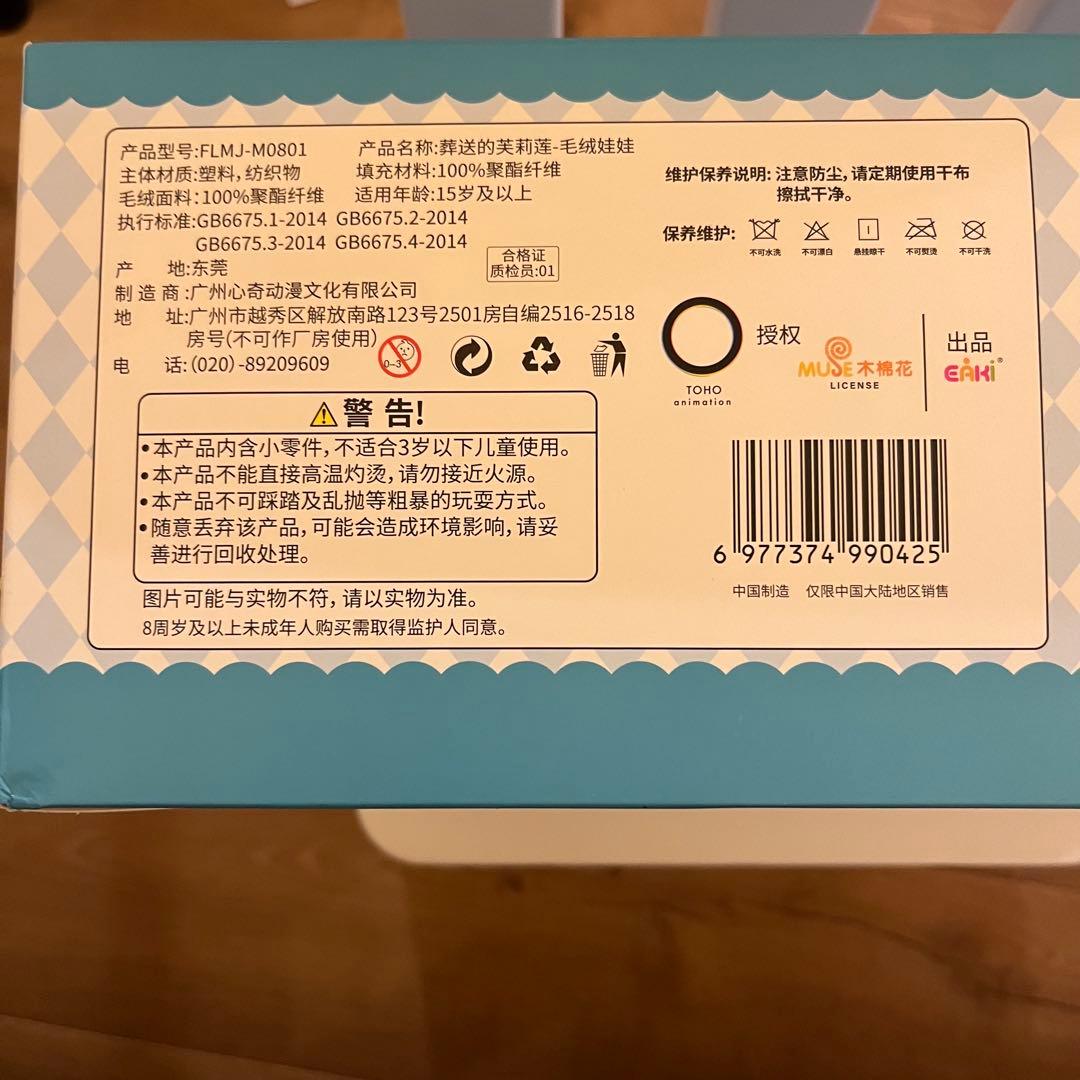 产品型号:FLMJ-M0801 产品名称:葬送的芙莉莲-毛绒娃娃
主体材质:塑料,纺织物 填充材料:100%聚酯纤维
毛绒面料:100%聚酯纤维 适用年龄:15岁及以上
执行标准:GB6675.1-2014 GB6675.2-2014
GB6675.3-2014 GB6675.4-2014
产 地:东莞
合格证
质检员:01
制造商:广州心奇动漫文化有限公司
地 址:广州市越秀区解放南路123号2501房自编2516-2518
房号(不可作厂房使用)
电 话:(020)-89209609
0-3
警告!
•本产品内含小零件,不适合3岁以下儿童使用。
•本产品不能直接高温灼烫,请勿接近火源。
•本产品不可踩踏及乱抛等粗暴的玩耍方式。
•随意丢弃该产品,可能会造成环境影响,请妥
善进行回收处理。
图片可能与实物不符,请以实物为准。
8周岁及以上未成年人购买需取得监护人同意。
维护保养说明:注意防尘,请定期使用干布
擦拭干净。
保养维护:
不可水洗 不可漂白 悬挂晾干 不可熨烫 不可干洗
TOHO
animation
授权
MUSE木棉花
LICENSE
出品
EAKI®
6 977374 990425
中国制造 仅限中国大陆地区销售